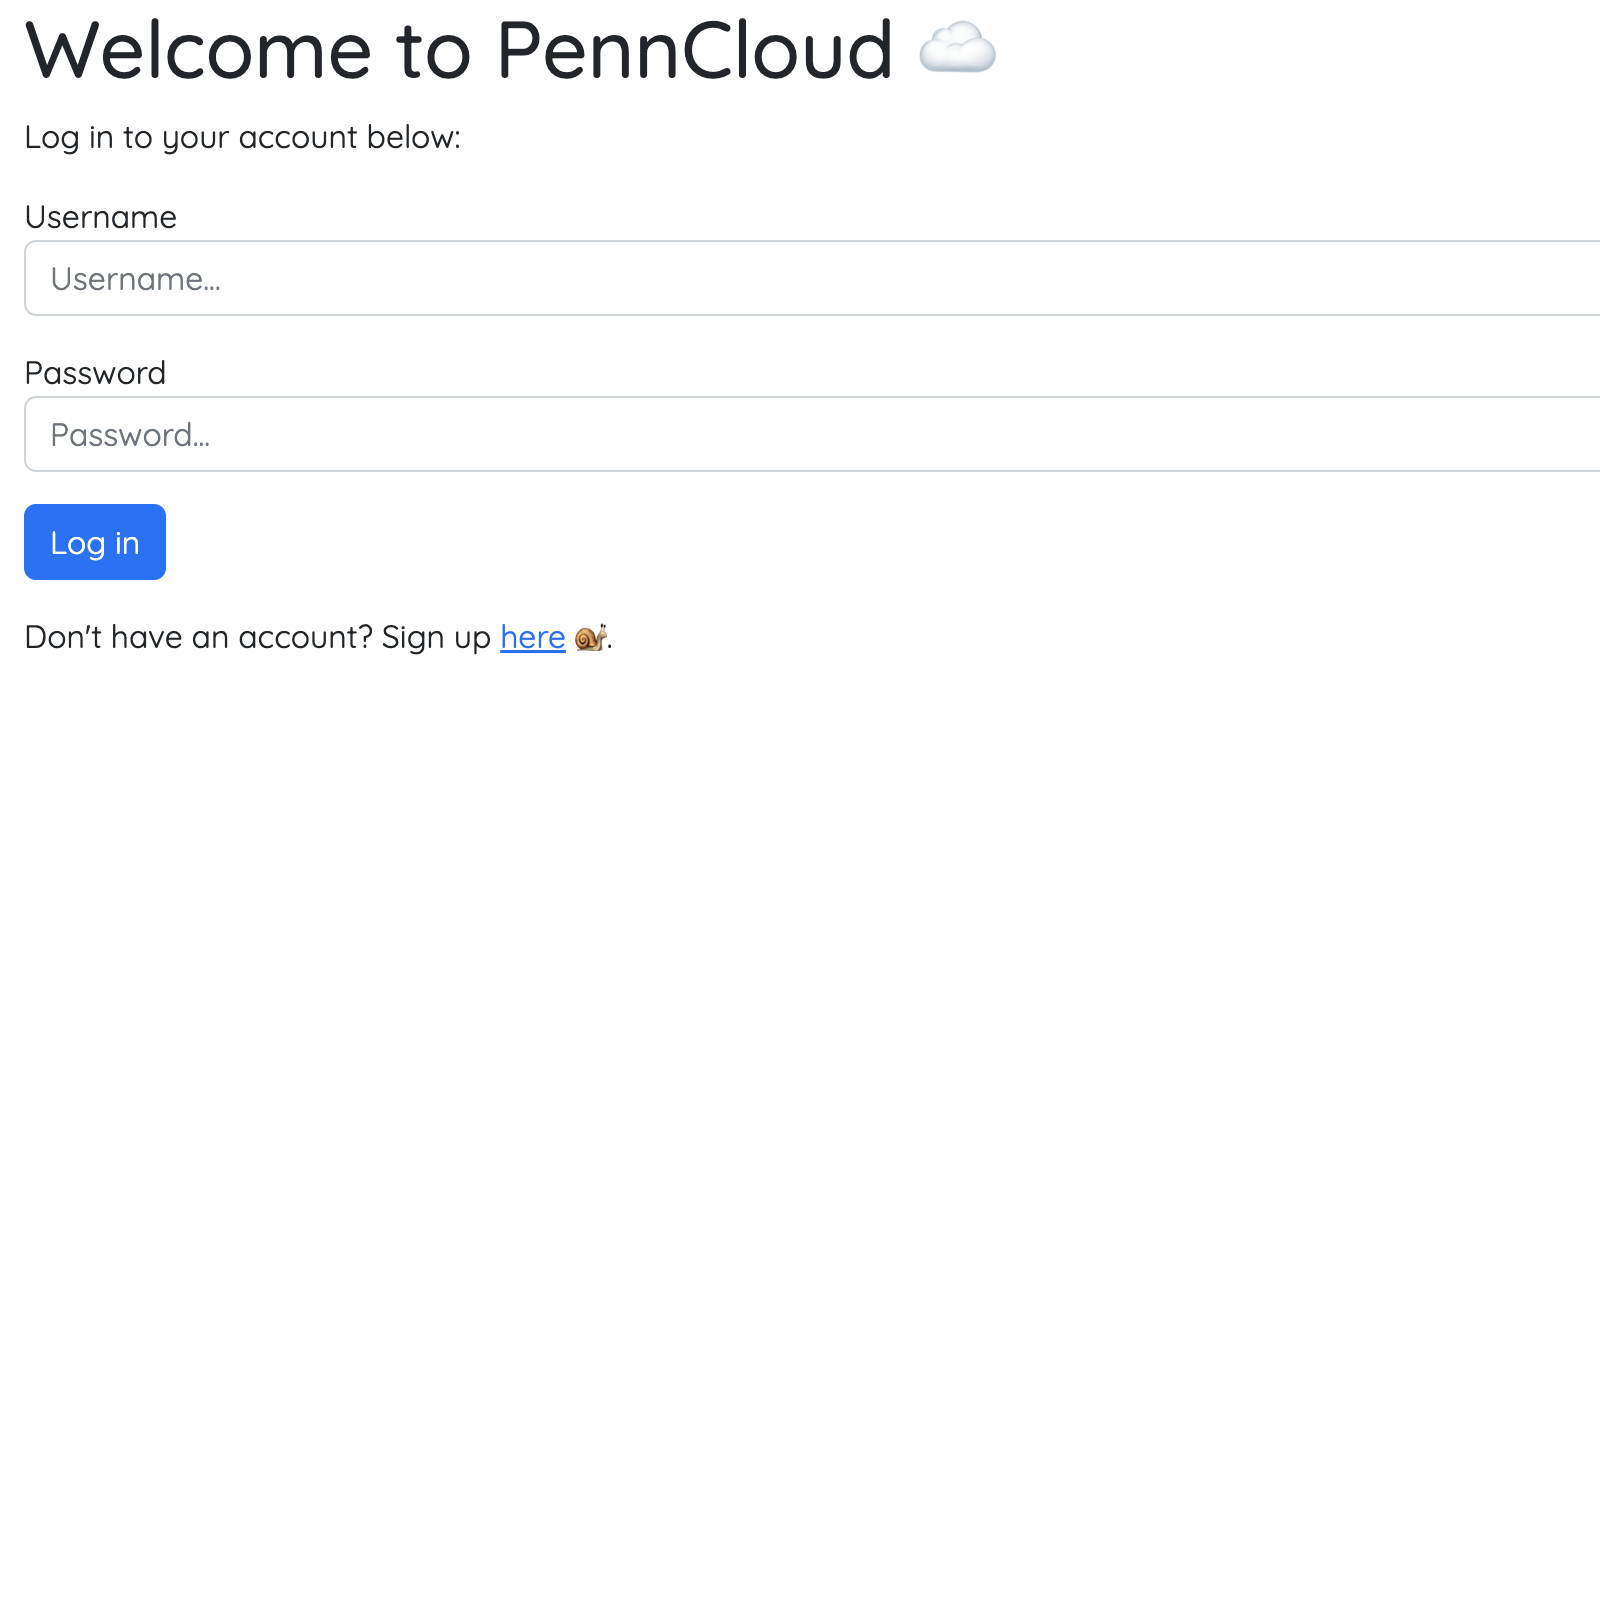 Welcome to PennCloud ☁️
Log in to your account below:
Username
Username...
Password
Password...
Log in
Don't have an account? Sign up here 🐌.